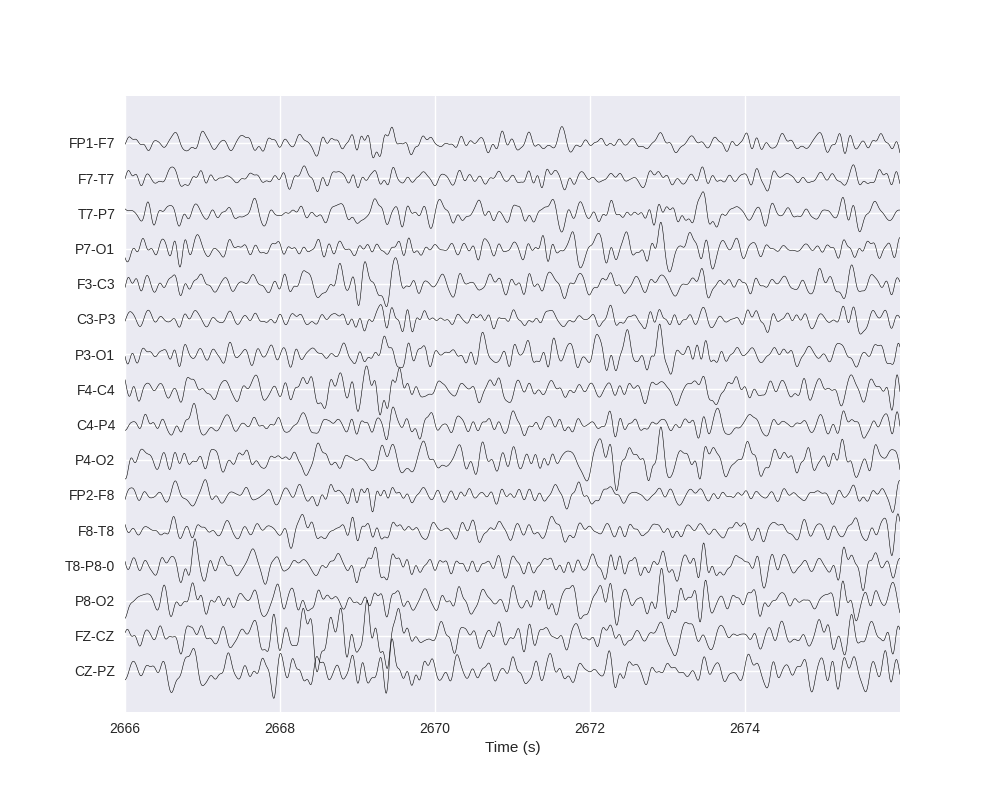 FP1-F7
F7-T7
T7-P7
P7-O1
F3-C3
C3-P3
P3-O1
F4-C4
C4-P4
P4-O2
FP2-F8
F8-T8
T8-P8-0
P8-O2
FZ-CZ
CZ-PZ
2666 2668 2670 2672 2674
Time (s)